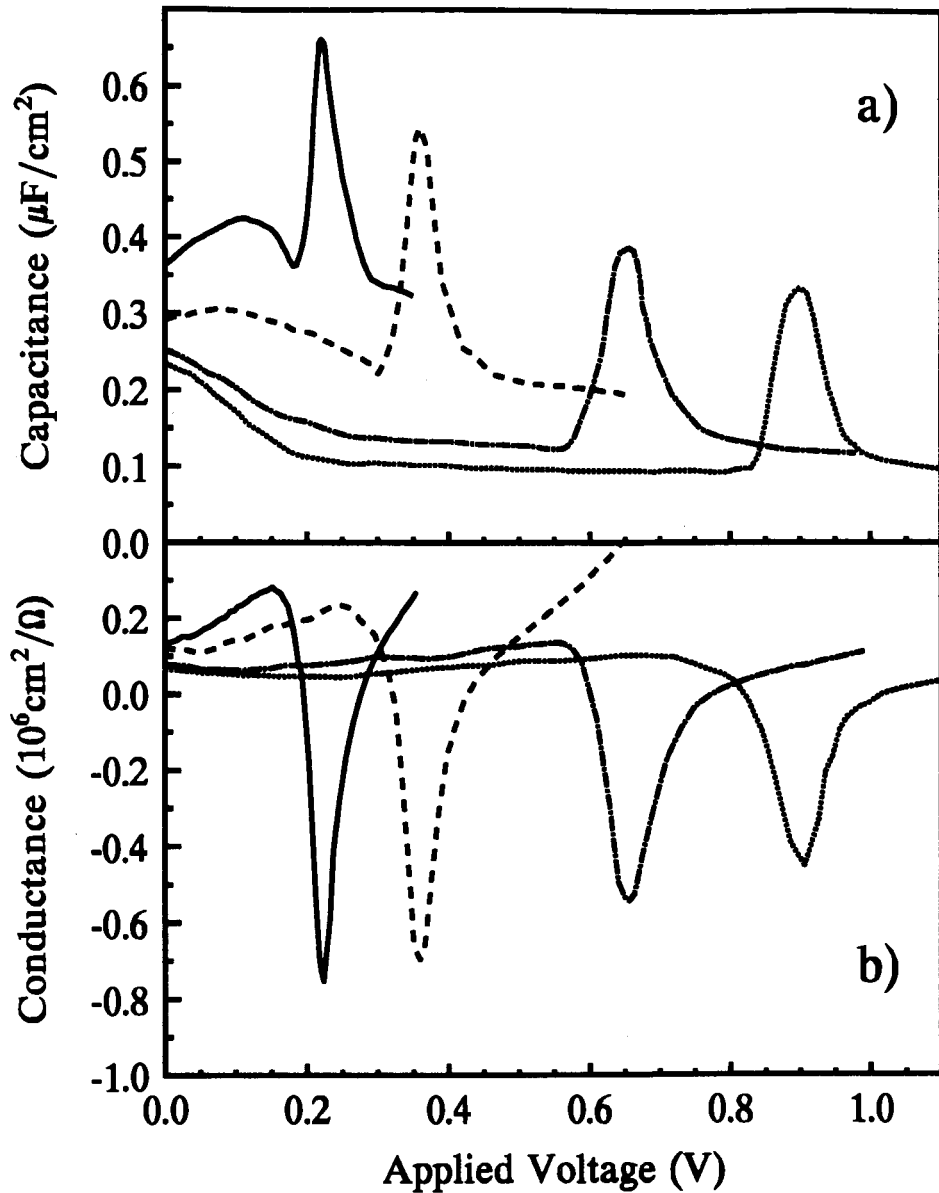 a)
Capacitance (μF/cm²)
0.6
0.5
0.4
0.3
0.2
0.1
0.0
b)
Conductance (10⁶cm²/Ω)
0.2
0.0
-0.2
-0.4
-0.6
-0.8
-1.0
0.0 0.2 0.4 0.6 0.8 1.0
Applied Voltage (V)